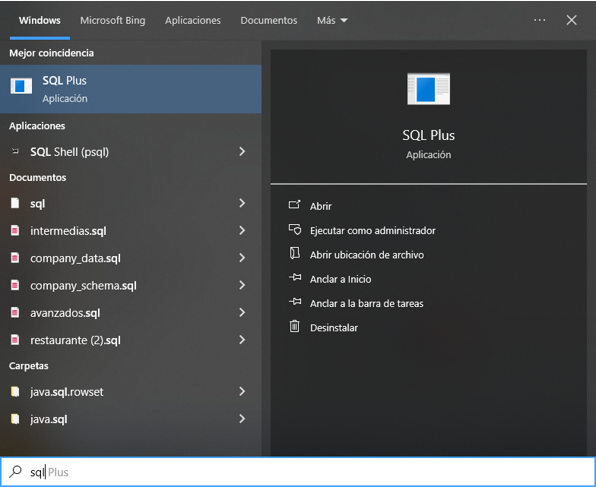 Windows Microsoft Bing Aplicaciones Documentos Más
Mejor coincidencia
SQL Plus
Aplicación
Aplicaciones
SQL Shell (psql)
Documentos
sql
intermedias.sql
company_data.sql
company_schema.sql
avanzados.sql
restaurante (2).sql
Carpetas
java.sql.rowset
java.sql
SQL Plus
Aplicación
Abrir
Ejecutar como administrador
Abrir ubicación de archivo
Anclar a Inicio
Anclar a la barra de tareas
Desinstalar
sql Plus